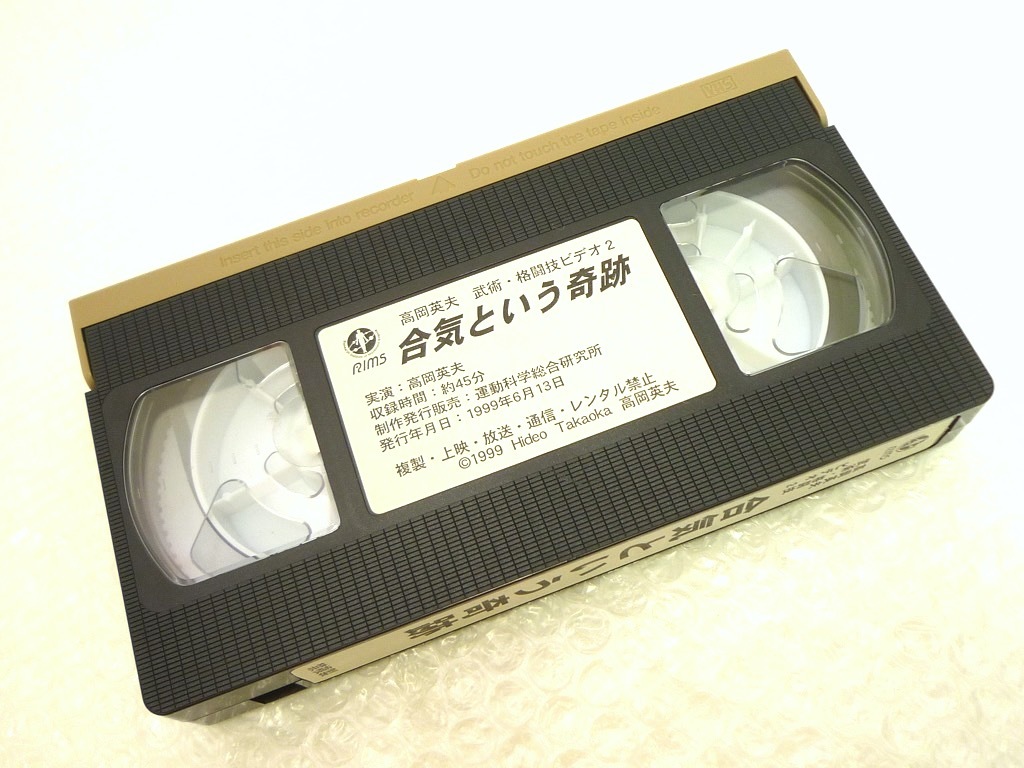 Insert this side into recorder
Do not touch the tape inside
VHS
RIMS
高岡英夫 武術・格闘技ビデオ2
合気という奇跡
実演：高岡英夫
収録時間：約45分
制作発行販売：運動科学総合研究所
発行年月日：1999年6月13日
複製・上映・放送・通信・レンタル禁止
©1999 Hideo Takaoka 高岡英夫
合気という奇跡